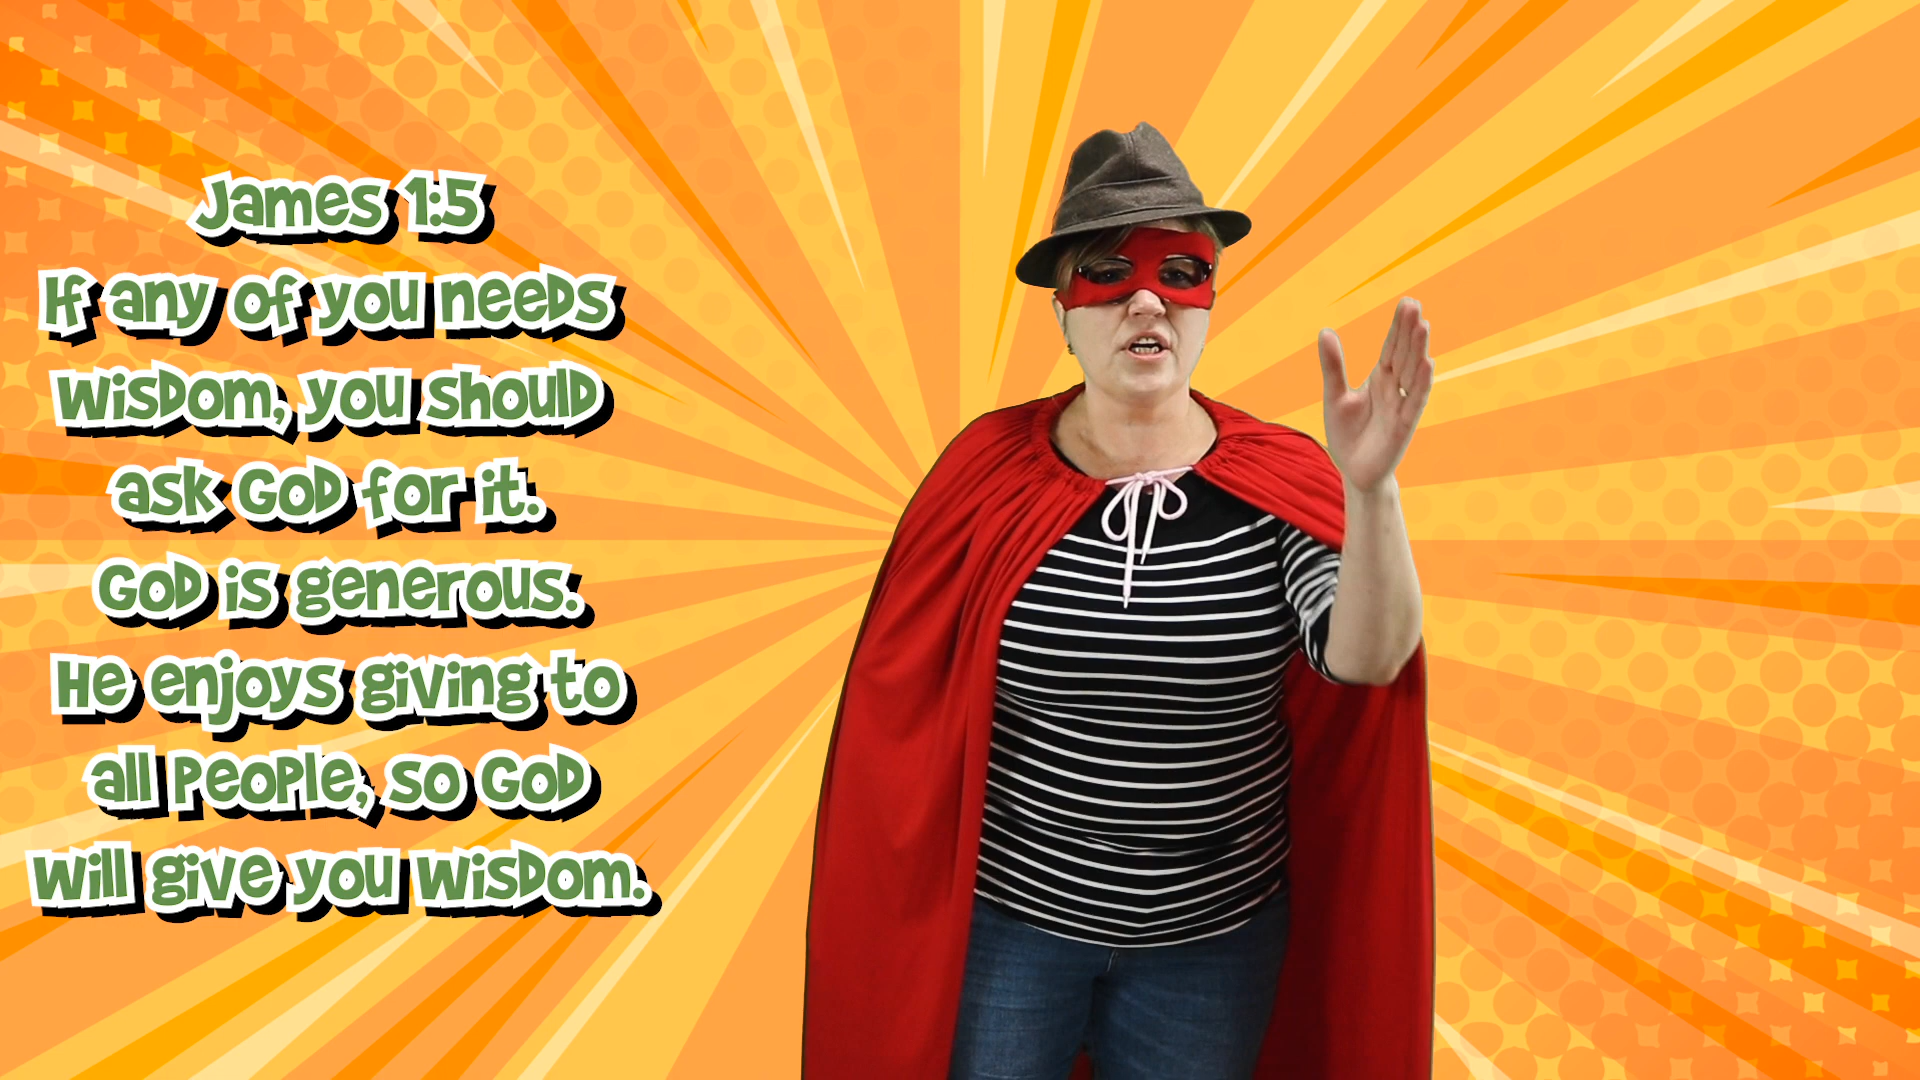 James 1:5
If any of you needs
wisdom, you should
ask God for it.
God is generous.
He enjoys giving to
all people, so God
will give you wisdom.